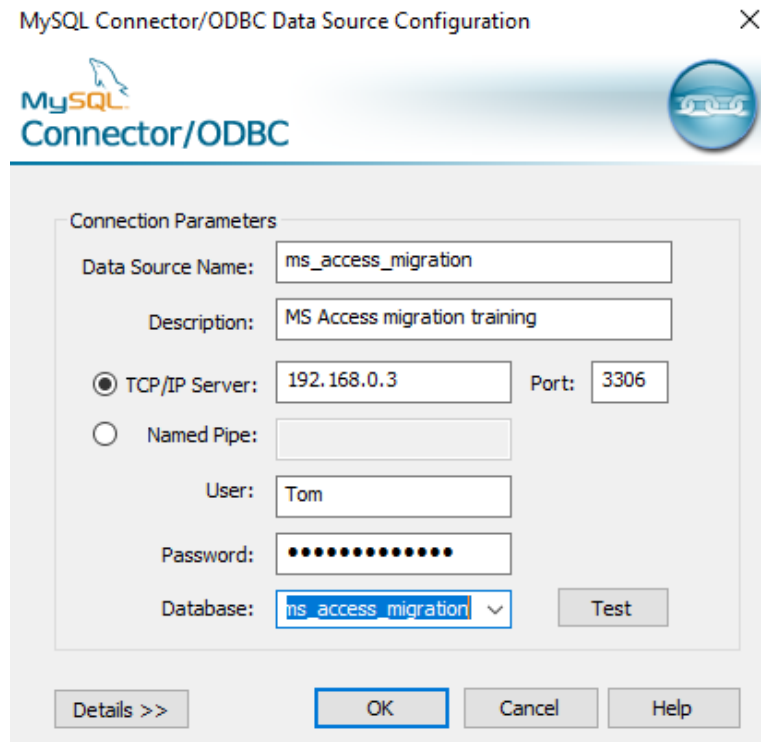 MySQL Connector/ODBC Data Source Configuration
MySQL
Connector/ODBC
Connection Parameters
Data Source Name: ms_access_migration
Description: MS Access migration training
TCP/IP Server: 192.168.0.3 Port: 3306
Named Pipe:
User: Tom
Password: •••••••••••••
Database: ms_access_migration Test
Details >> OK Cancel Help